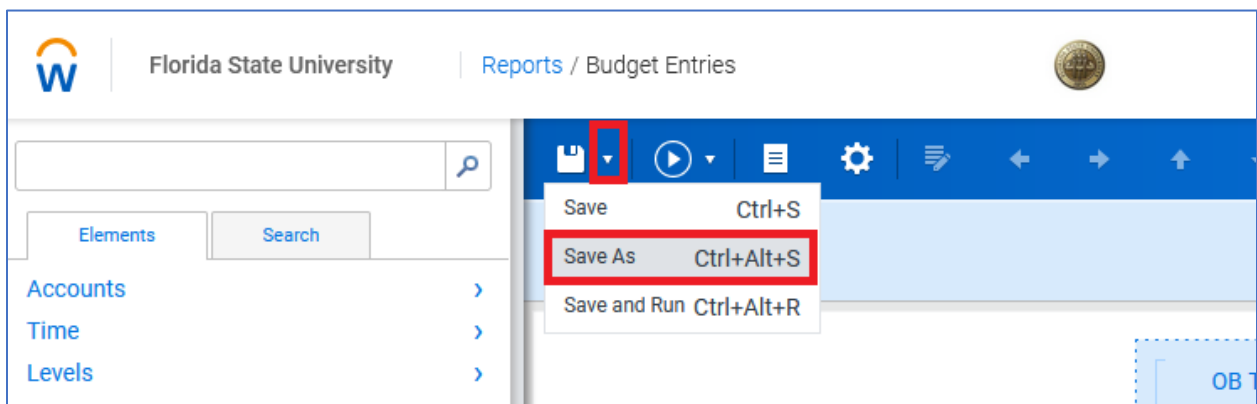 Florida State University
Reports / Budget Entries
Elements
Search
Accounts
Time
Levels
Save Ctrl+S
Save As Ctrl+Alt+S
Save and Run Ctrl+Alt+R
OB